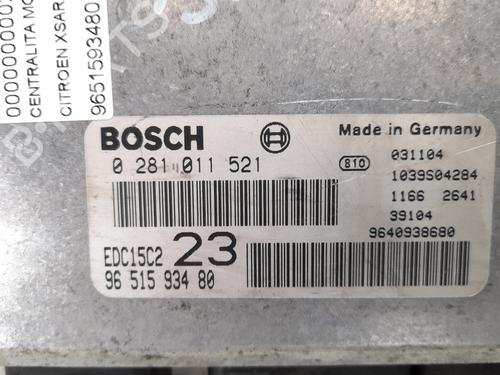 CENTRALITA MO
CITROEN XSAR
9651593480
BOSCH
Made in Germany
0 281 011 521
810
031104
1039S04284
1166 2641
39104
9640938680
EDC15C2 23
96 515 934 80